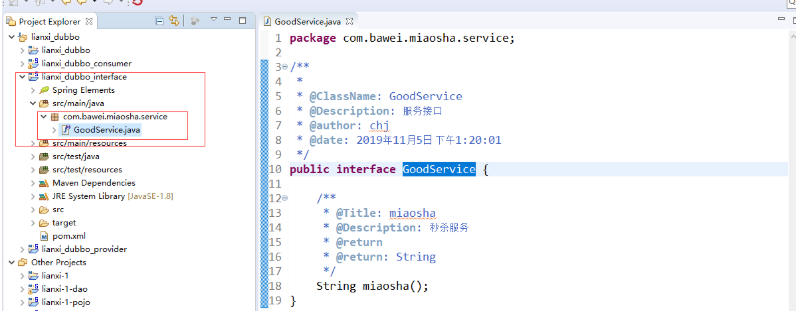 Project Explorer
lianxi_dubbo
lianxi_dubbo
lianxi_dubbo_consumer
lianxi_dubbo_interface
Spring Elements
src/main/java
com.bawei.miaosha.service
GoodService.java
src/main/resources
src/test/java
src/test/resources
Maven Dependencies
JRE System Library [JavaSE-1.8]
src
target
pom.xml
lianxi_dubbo_provider
Other Projects
lianxi-1
lianxi-1-dao
lianxi-1-pojo
GoodService.java
1 package com.bawei.miaosha.service;
2
3 /**
4 *
5 * @ClassName: GoodService
6 * @Description: 服务接口
7 * @author: chj
8 * @date: 2019年11月5日 下午1:20:01
9 */
10 public interface GoodService {
11
12 /**
13 * @Title: miaosha
14 * @Description: 秒杀服务
15 * @return
16 * @return: String
17 */
18 String miaosha();
19 }